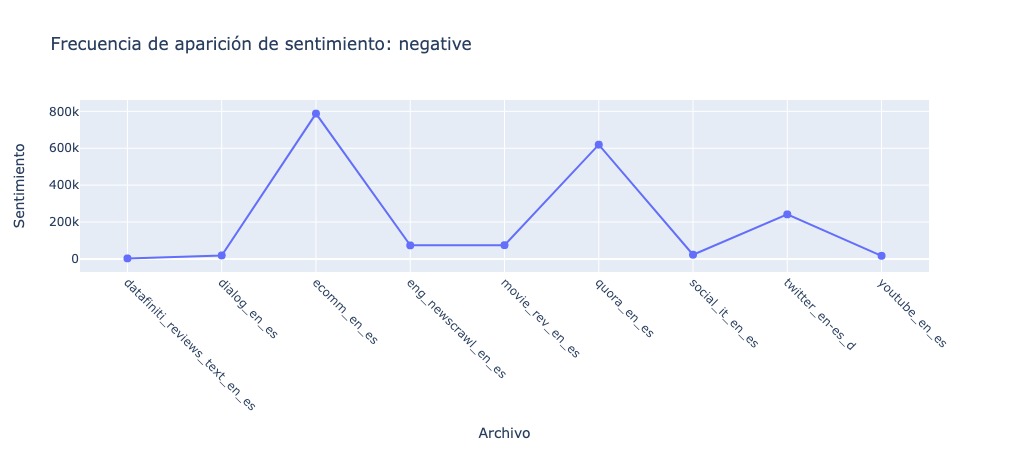 Frecuencia de aparición de sentimiento: negative
800k
600k
400k
200k
0
Sentimiento
datafiniti_reviews_text_en_es
dialog_en_es
ecomm_en_es
eng_newscrawl_en_es
movie_rev_en_es
quora_en_es
social_it_en_es
twitter_en-es_d
youtube_en_es
Archivo